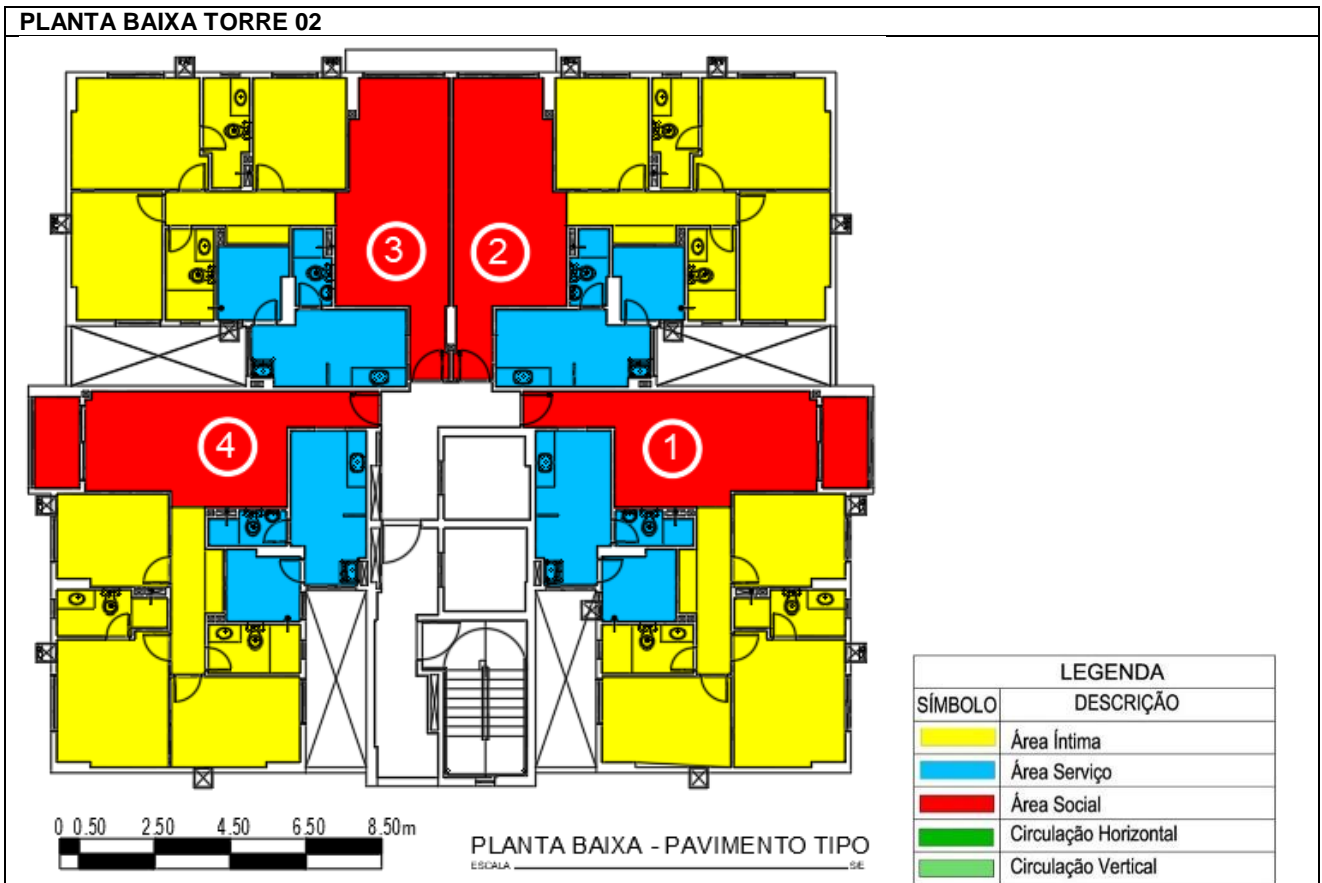 PLANTA BAIXA TORRE 02
3
2
4
1
0 0.50 2.50 4.50 6.50 8.50m
PLANTA BAIXA - PAVIMENTO TIPO
ESCALA S/E
LEGENDA
SÍMBOLO DESCRIÇÃO
Área Íntima
Área Serviço
Área Social
Circulação Horizontal
Circulação Vertical